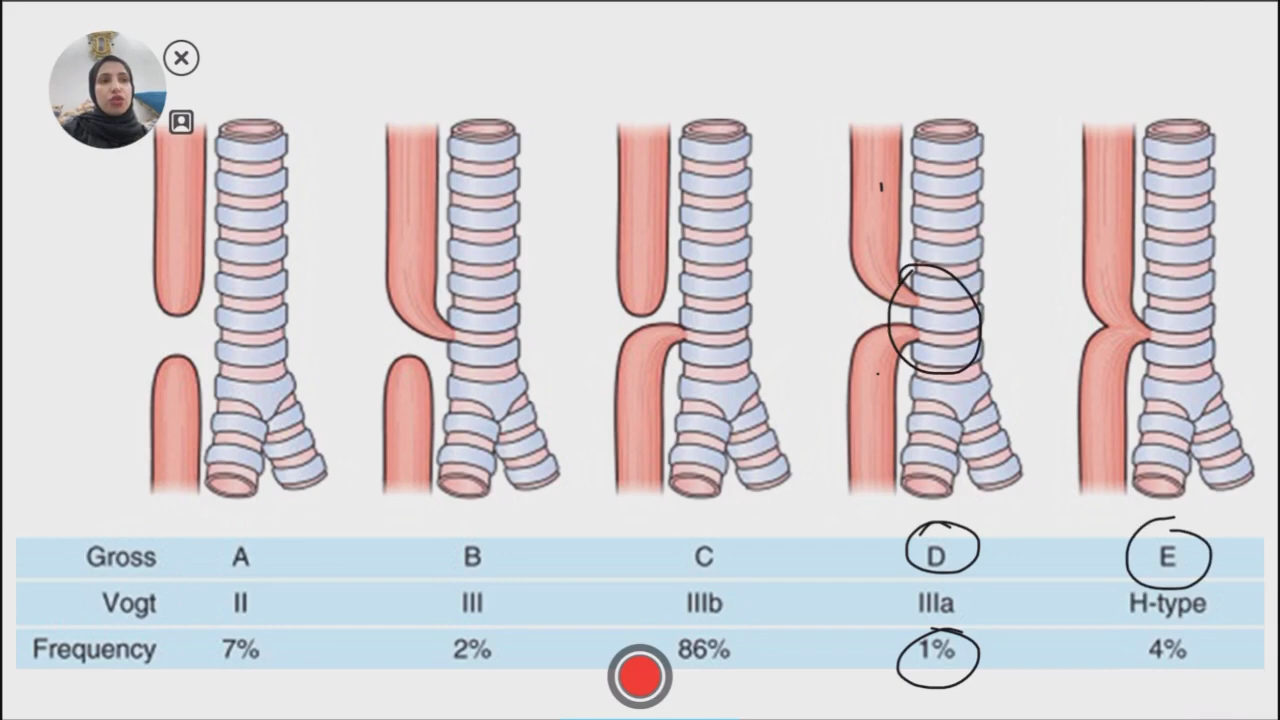 Gross A B C D E
Vogt II III IIIb IIIa H-type
Frequency 7% 2% 86% 1% 4%